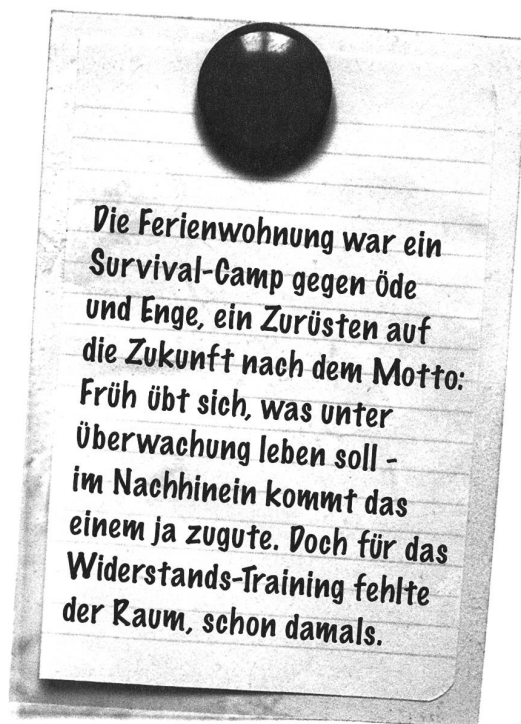 Die Ferienwohnung war ein
Survival-Camp gegen öde
und Enge, ein Zurüsten auf
die Zukunft nach dem Motto:
Früh übt sich, was unter
Überwachung leben soll -
im Nachhinein kommt das
einem ja zugute. Doch für das
Widerstands-Training fehlte
der Raum, schon damals.